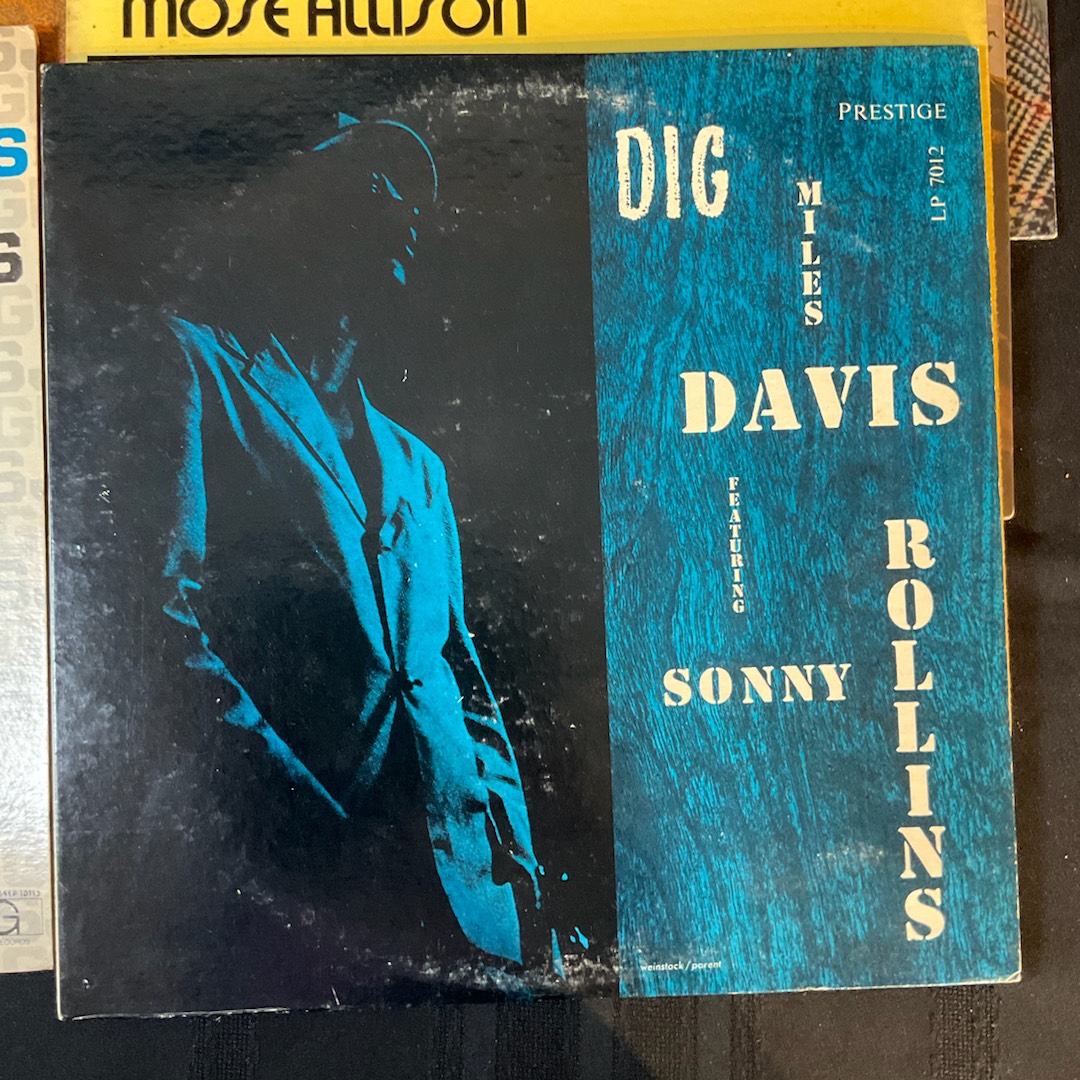 MOSE ALLISON
PRESTIGE
LP 7012
DIG
MILES
DAVIS
FEATURING
SONNY
ROLLINS
weinstock/parent